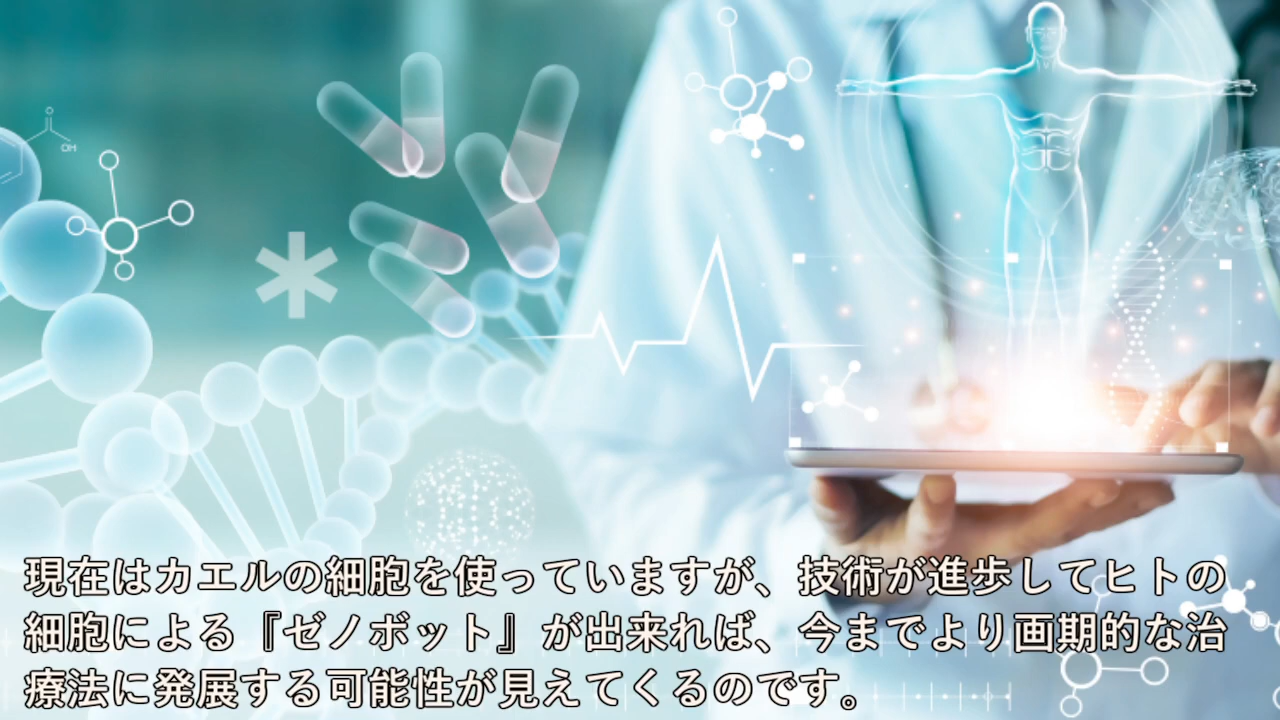 OH
現在はカエルの細胞を使っていますが、技術が進歩してヒトの
細胞による『ゼノボット』が出来れば、今までより画期的な治
療法に発展する可能性が見えてくるのです。